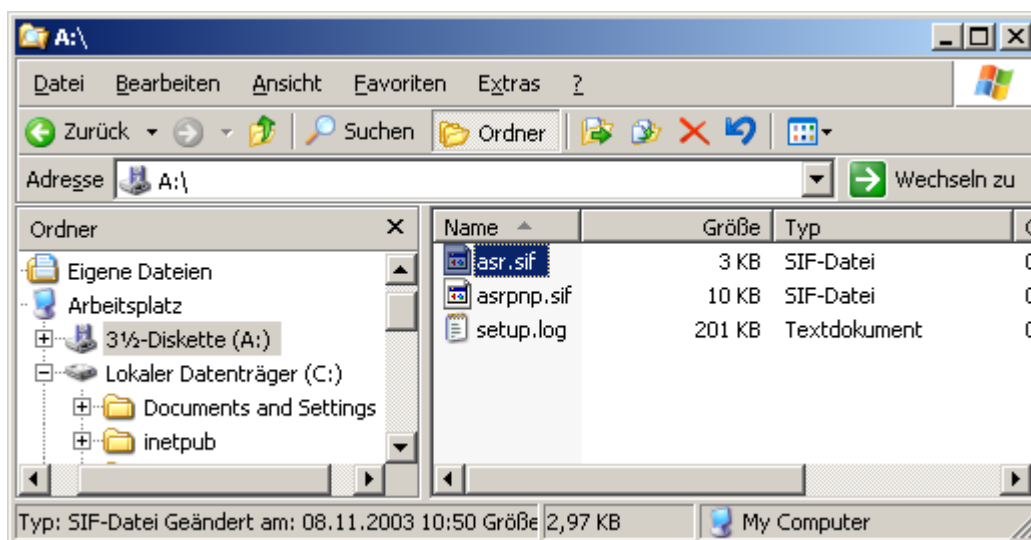 A:\
Datei Bearbeiten Ansicht Favoriten Extras ?
Zurück Suchen Ordner
Adresse A:\ Wechseln zu
Ordner
Eigene Dateien
Arbeitsplatz
3½-Diskette (A:)
Lokaler Datenträger (C:)
Documents and Settings
inetpub
Name Größe Typ
asr.sif 3 KB SIF-Datei
asrpnp.sif 10 KB SIF-Datei
setup.log 201 KB Textdokument
Typ: SIF-Datei Geändert am: 08.11.2003 10:50 Größe 2,97 KB My Computer